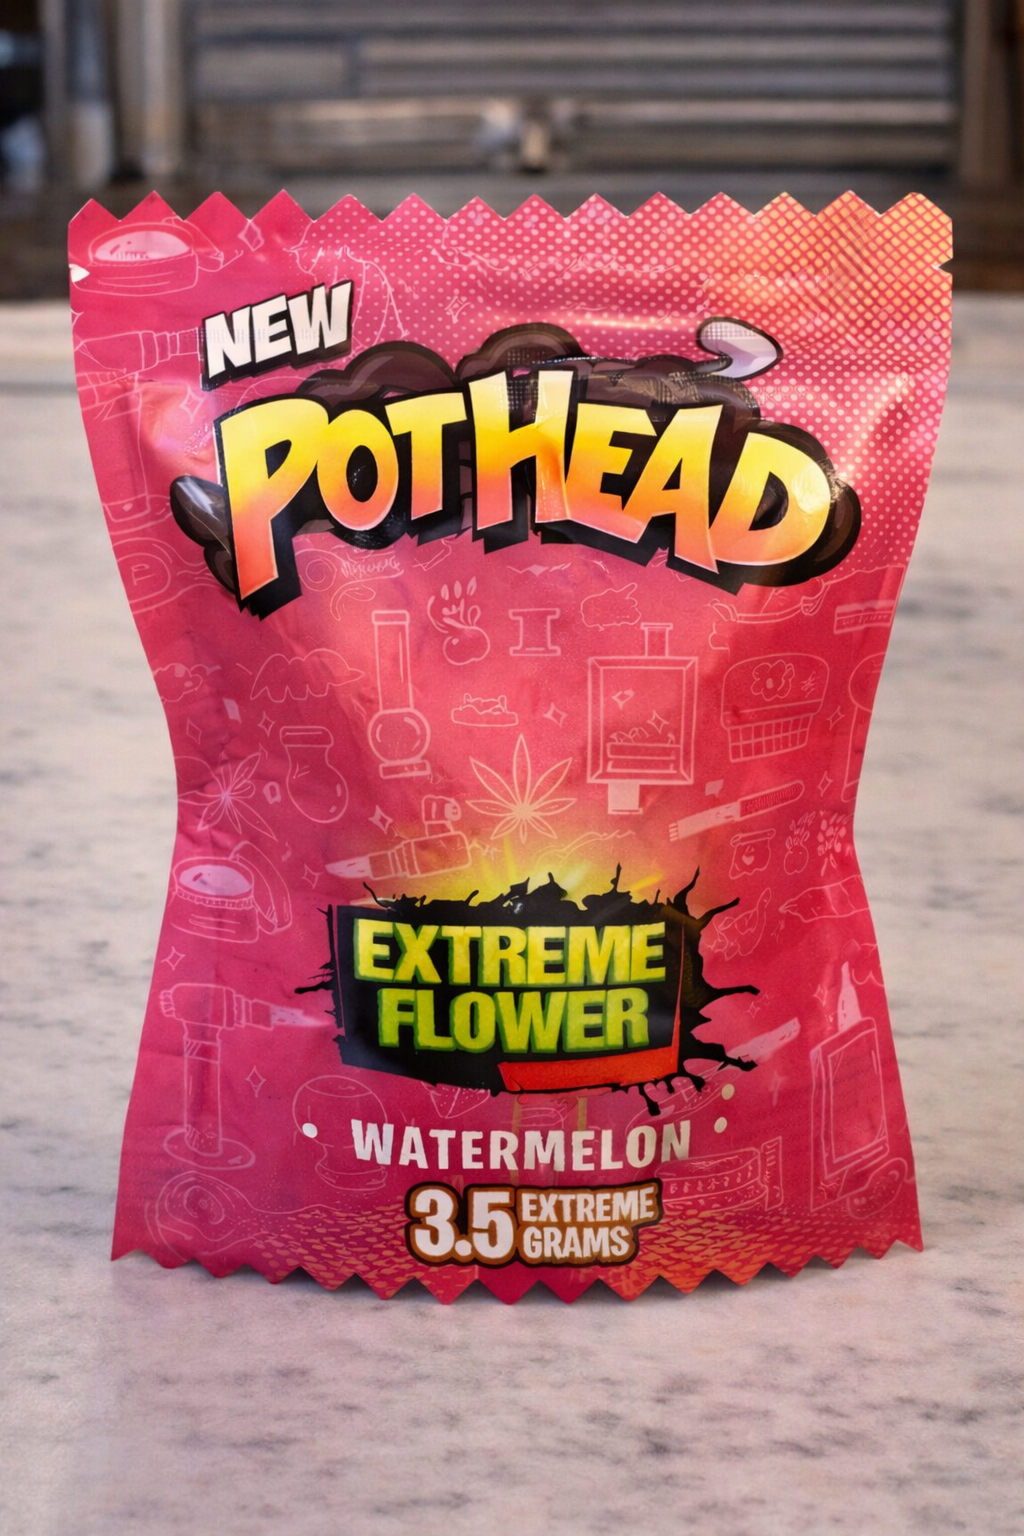 NEW
POTHEAD
EXTREME
FLOWER
WATERMELON
3.5 EXTREME
GRAMS